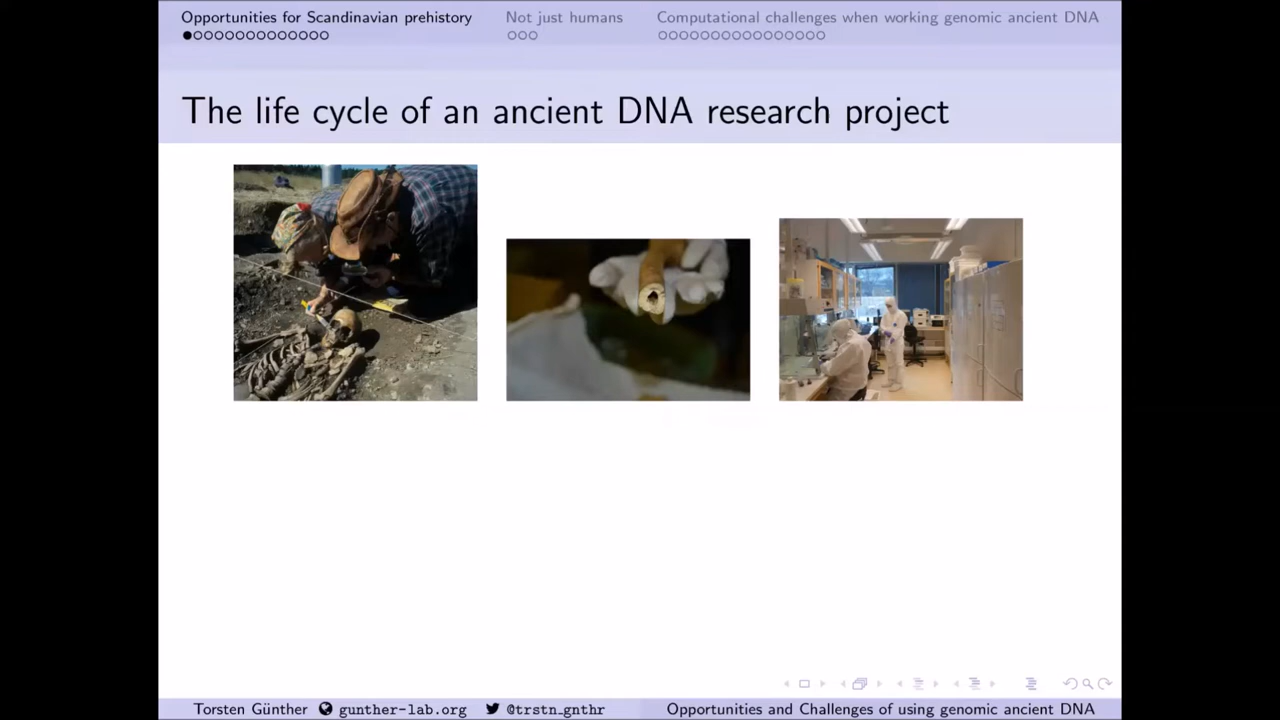 Opportunities for Scandinavian prehistory
Not just humans
Computational challenges when working genomic ancient DNA
The life cycle of an ancient DNA research project
Torsten Günther gunther-lab.org @trstn_gnthr
Opportunities and Challenges of using genomic ancient DNA